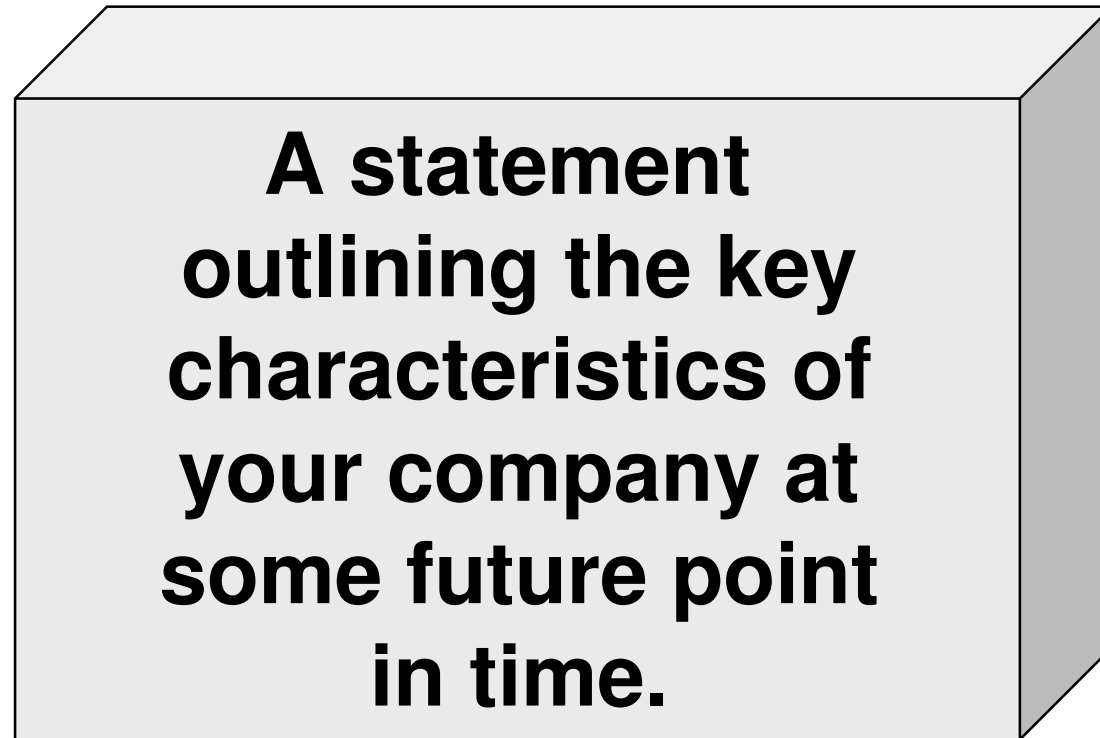 A statement
outlining the key
characteristics of
your company at
some future point
in time.